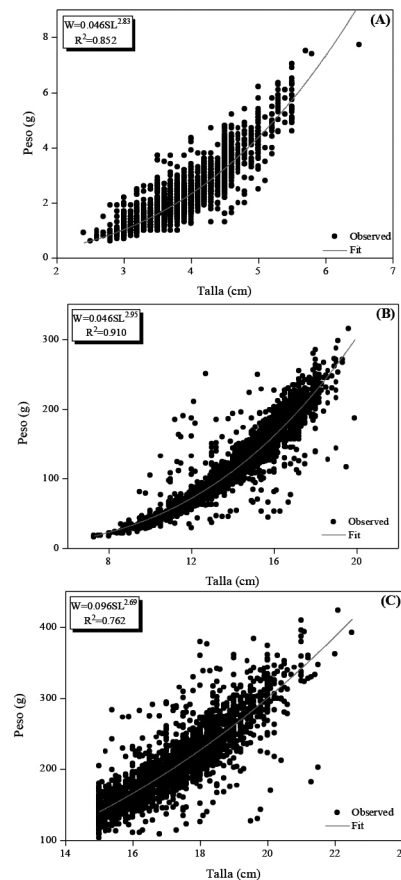 (A)
W=0.046SL^2.83
R^2=0.852
8
6
4
2
0
Peso (g)
Observed
Fit
2 3 4 5 6 7
Talla (cm)
(B)
W=0.046SL^2.95
R^2=0.910
300
200
100
0
Peso (g)
Observed
Fit
8 12 16 20
Talla (cm)
(C)
W=0.096SL^2.69
R^2=0.762
400
300
200
100
Peso (g)
Observed
Fit
14 16 18 20 22
Talla (cm)